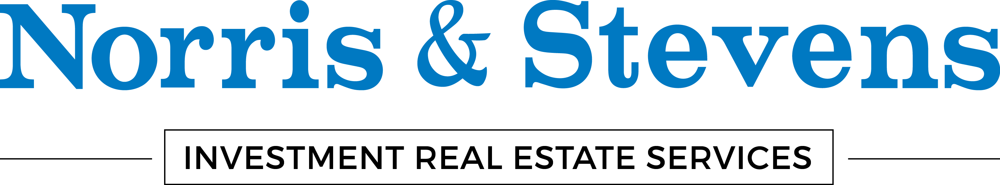 Norris & Stevens
INVESTMENT REAL ESTATE SERVICES